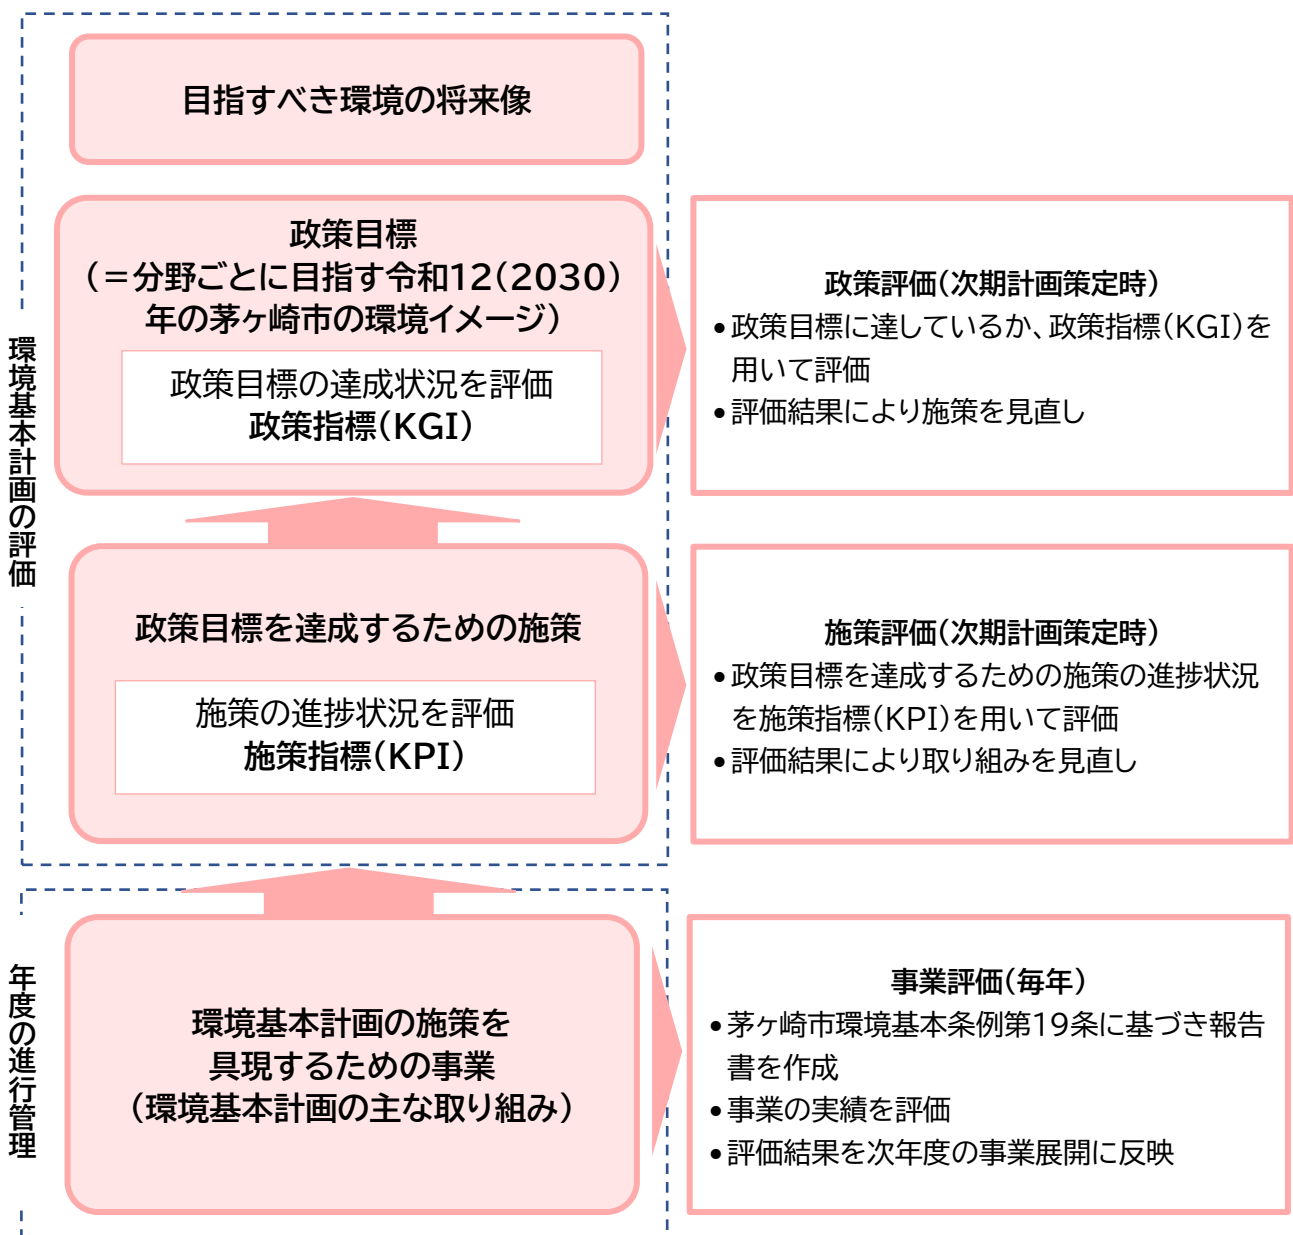 目指すべき環境の将来像
環境基本計画の評価
政策目標
（＝分野ごとに目指す令和12（2030）
年の茅ヶ崎市の環境イメージ）
政策目標の達成状況を評価
政策指標（KGI）
政策評価（次期計画策定時）
•政策目標に達しているか、政策指標（KGI）を
用いて評価
•評価結果により施策を見直し
政策目標を達成するための施策
施策の進捗状況を評価
施策指標（KPI）
施策評価（次期計画策定時）
•政策目標を達成するための施策の進捗状況
を施策指標（KPI）を用いて評価
•評価結果により取り組みを見直し
年度の進行管理
環境基本計画の施策を
具現するための事業
（環境基本計画の主な取り組み）
事業評価（毎年）
•茅ヶ崎市環境基本条例第19条に基づき報告
書を作成
•事業の実績を評価
•評価結果を次年度の事業展開に反映